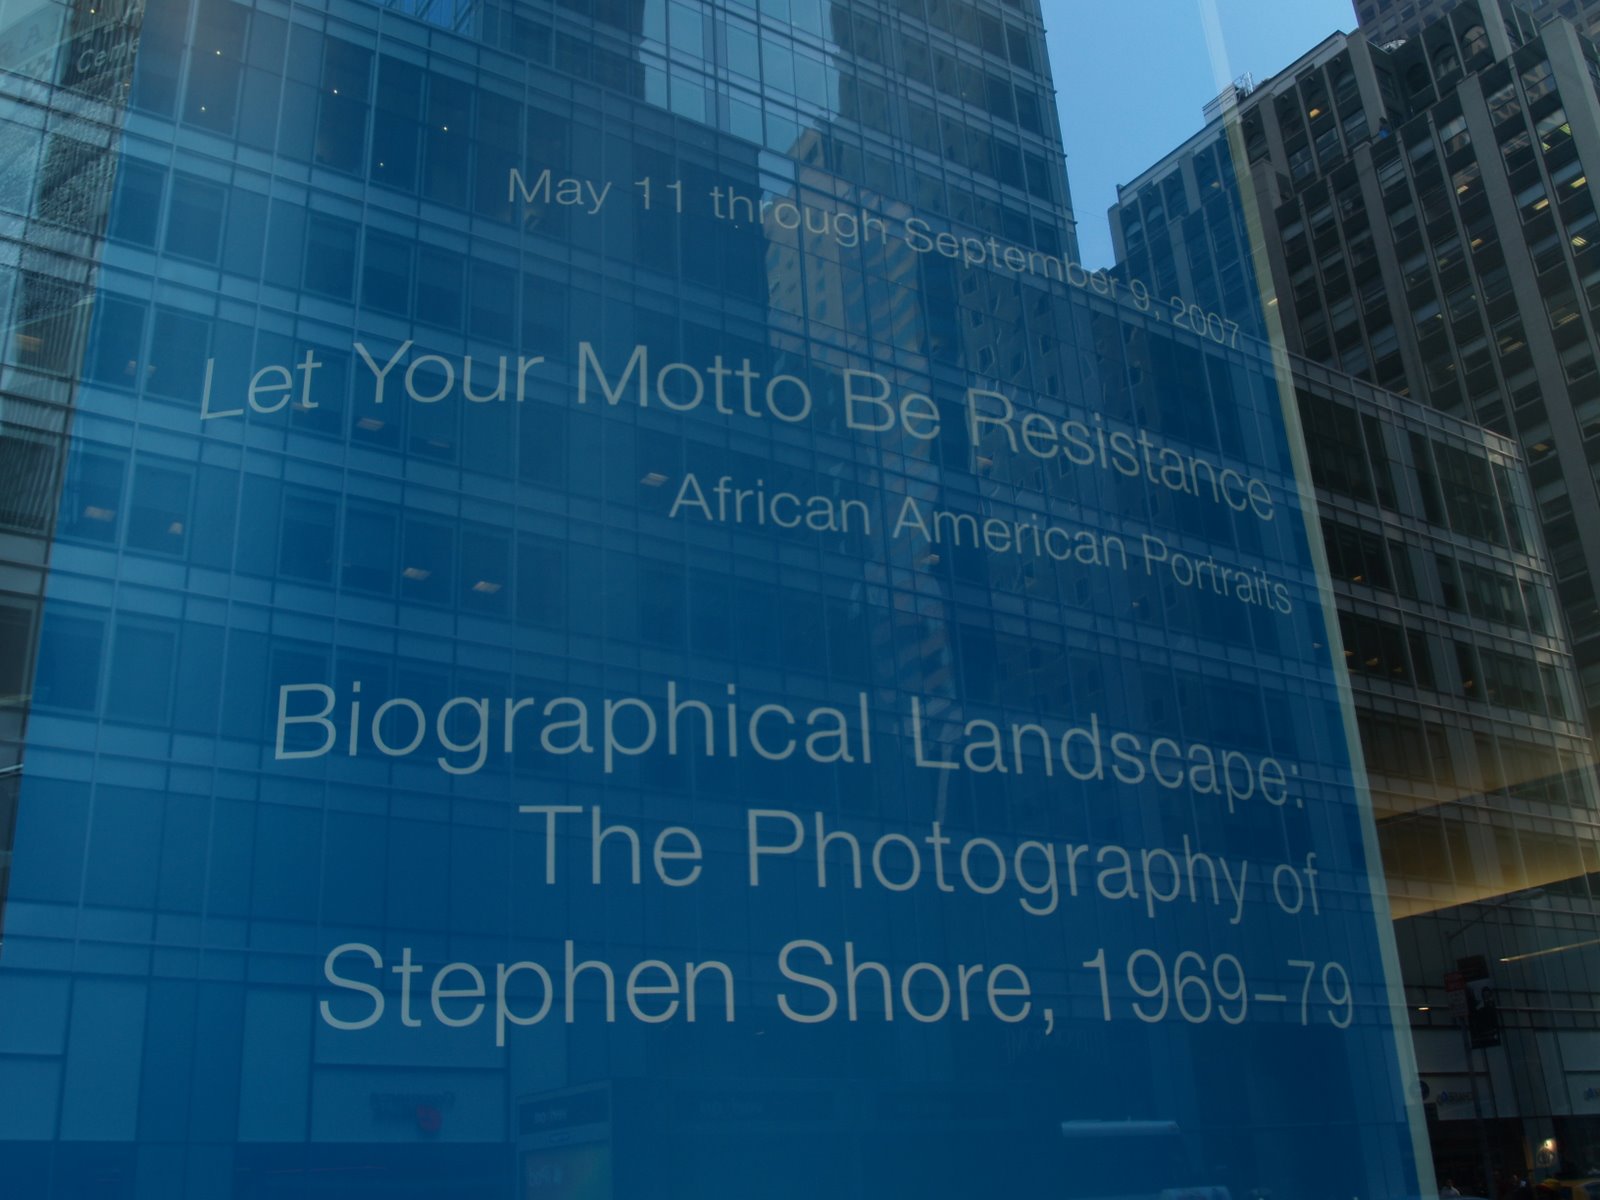 May 11 through September 9, 2007
Let Your Motto Be Resistance
African American Portraits
Biographical Landscape:
The Photography of
Stephen Shore, 1969–79